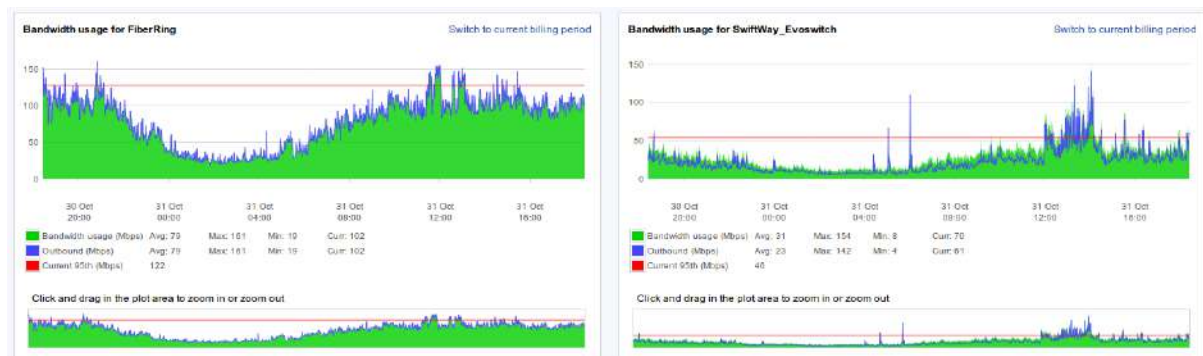 Bandwidth usage for FiberRing
Switch to current billing period
150
100
50
0
30 Oct 20:00
31 Oct 00:00
31 Oct 04:00
31 Oct 08:00
31 Oct 12:00
31 Oct 16:00
Bandwidth usage (Mbps) Avg: 79 Max: 161 Min: 19 Curr: 102
Outbound (Mbps) Avg: 79 Max: 161 Min: 19 Curr: 102
Current 95th (Mbps) 122
Click and drag in the plot area to zoom in or zoom out
Bandwidth usage for SwiftWay_Evoswitch
Switch to current billing period
150
100
50
0
30 Oct 20:00
31 Oct 00:00
31 Oct 04:00
31 Oct 08:00
31 Oct 12:00
31 Oct 16:00
Bandwidth usage (Mbps) Avg: 31 Max: 154 Min: 8 Curr: 70
Outbound (Mbps) Avg: 23 Max: 142 Min: 4 Curr: 61
Current 95th (Mbps) 46
Click and drag in the plot area to zoom in or zoom out